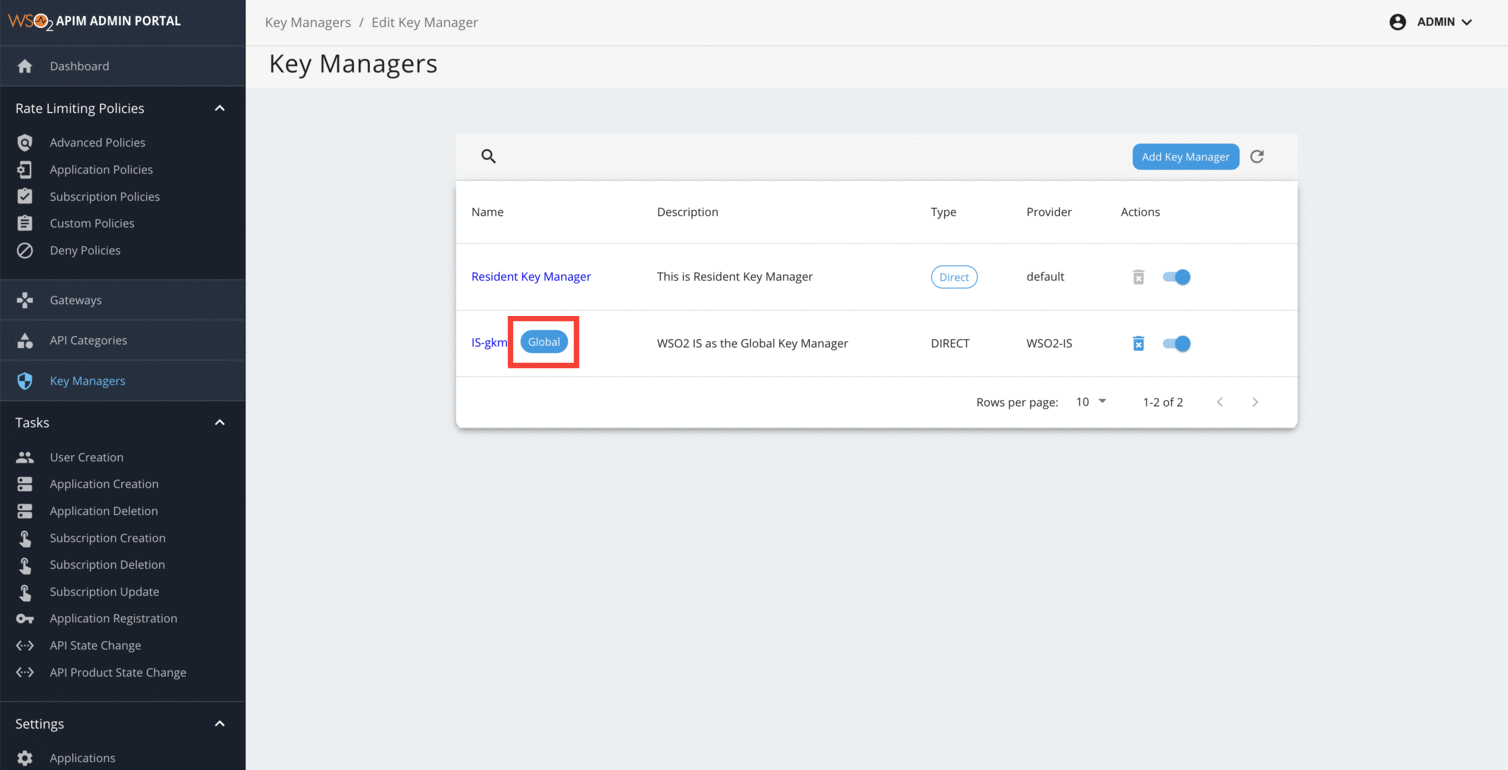 WSO2 APIM ADMIN PORTAL
Key Managers / Edit Key Manager
ADMIN
Key Managers
Dashboard
Rate Limiting Policies
Advanced Policies
Application Policies
Subscription Policies
Custom Policies
Deny Policies
Gateways
API Categories
Key Managers
Tasks
User Creation
Application Creation
Application Deletion
Subscription Creation
Subscription Deletion
Subscription Update
Application Registration
API State Change
API Product State Change
Settings
Applications
Add Key Manager
Name Description Type Provider Actions
Resident Key Manager This is Resident Key Manager Direct default
IS-gkm Global WSO2 IS as the Global Key Manager DIRECT WSO2-IS
Rows per page: 10 1-2 of 2